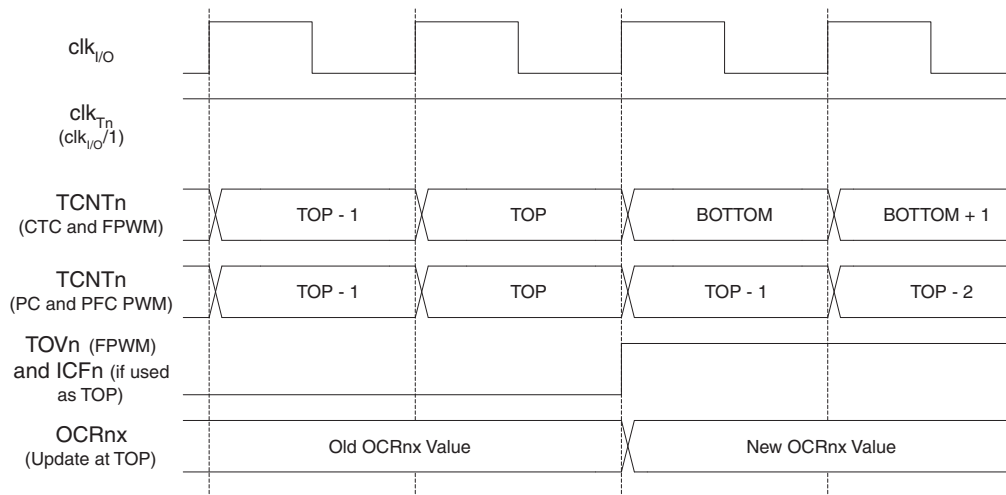 clkI/O
clkTn
(clkI/O/1)
TCNTn
(CTC and FPWM)
TOP - 1
TOP
BOTTOM
BOTTOM + 1
TCNTn
(PC and PFC PWM)
TOP - 1
TOP
TOP - 1
TOP - 2
TOVn (FPWM)
and ICFn (if used
as TOP)
OCRnx
(Update at TOP)
Old OCRnx Value
New OCRnx Value